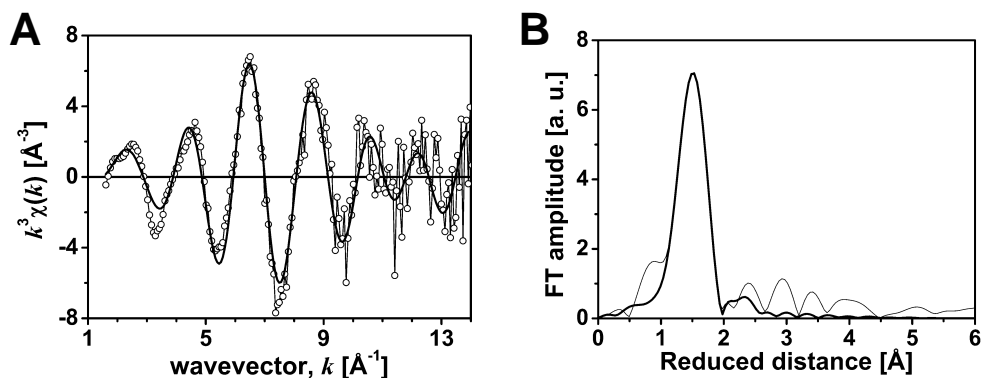 A
k³χ(k) [Å⁻³]
8
4
0
-4
-8
1 5 9 13
wavevector, k [Å⁻¹]
B
FT amplitude [a. u.]
8
6
4
2
0
0 1 2 3 4 5 6
Reduced distance [Å]